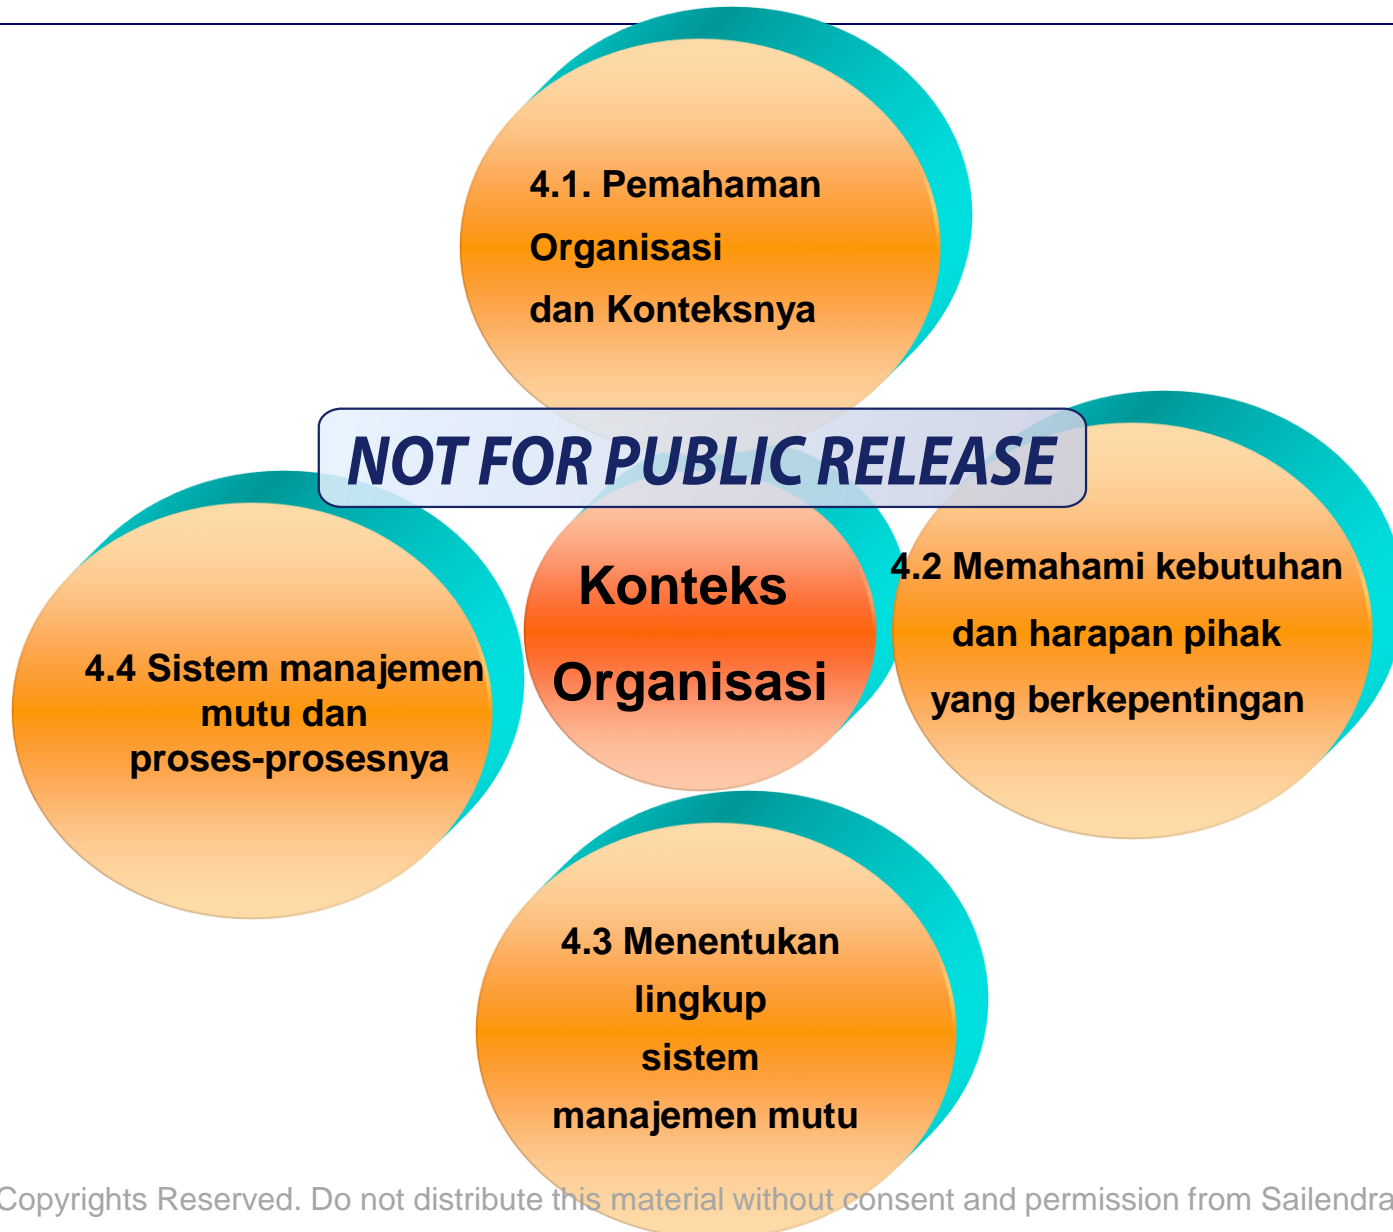 4.1. Pemahaman
Organisasi
dan Konteksnya
NOT FOR PUBLIC RELEASE
Konteks
Organisasi
4.2 Memahami kebutuhan
dan harapan pihak
yang berkepentingan
4.4 Sistem manajemen
mutu dan
proses-prosesnya
4.3 Menentukan
lingkup
sistem
manajemen mutu
Copyrights Reserved. Do not distribute this material without consent and permission from Sailendra